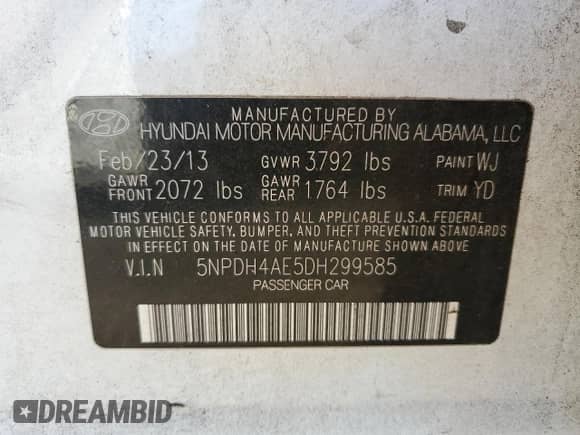 MANUFACTURED BY
HYUNDAI MOTOR MANUFACTURING ALABAMA, LLC
Feb/23/13 GVWR 3792 lbs PAINT WJ
GAWR FRONT 2072 lbs GAWR REAR 1764 lbs TRIM YD
THIS VEHICLE CONFORMS TO ALL APPLICABLE U.S.A. FEDERAL
MOTOR VEHICLE SAFETY, BUMPER, AND THEFT PREVENTION STANDARDS
IN EFFECT ON THE DATE OF MANUFACTURE SHOWN ABOVE.
V.I.N 5NPDH4AE5DH299585
PASSENGER CAR
DREAMBID